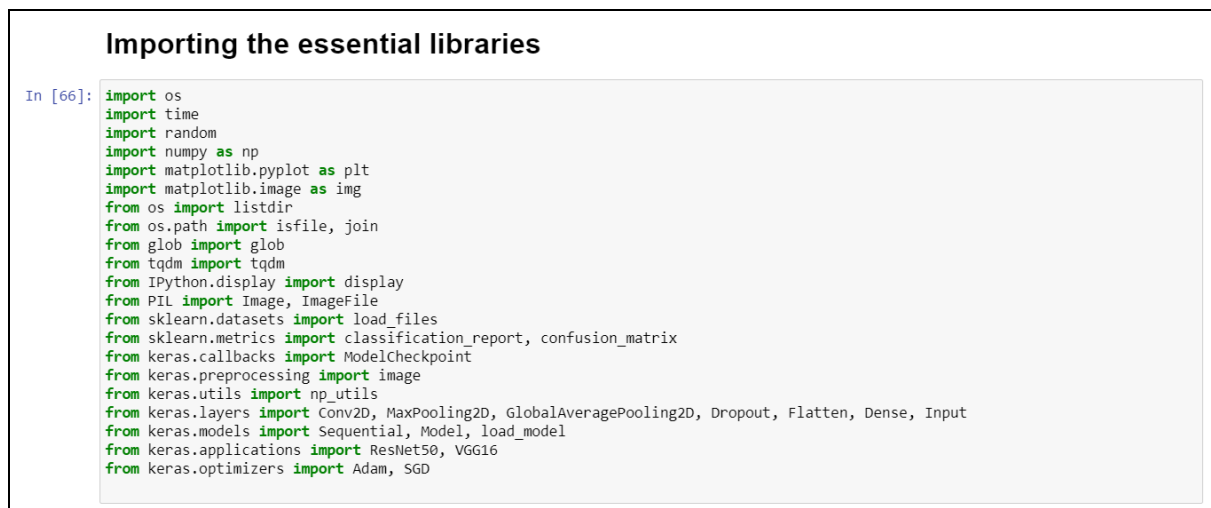 Importing the essential libraries
In [66]: import os
import time
import random
import numpy as np
import matplotlib.pyplot as plt
import matplotlib.image as img
from os import listdir
from os.path import isfile, join
from glob import glob
from tqdm import tqdm
from IPython.display import display
from PIL import Image, ImageFile
from sklearn.datasets import load_files
from sklearn.metrics import classification_report, confusion_matrix
from keras.callbacks import ModelCheckpoint
from keras.preprocessing import image
from keras.utils import np_utils
from keras.layers import Conv2D, MaxPooling2D, GlobalAveragePooling2D, Dropout, Flatten, Dense, Input
from keras.models import Sequential, Model, load_model
from keras.applications import ResNet50, VGG16
from keras.optimizers import Adam, SGD